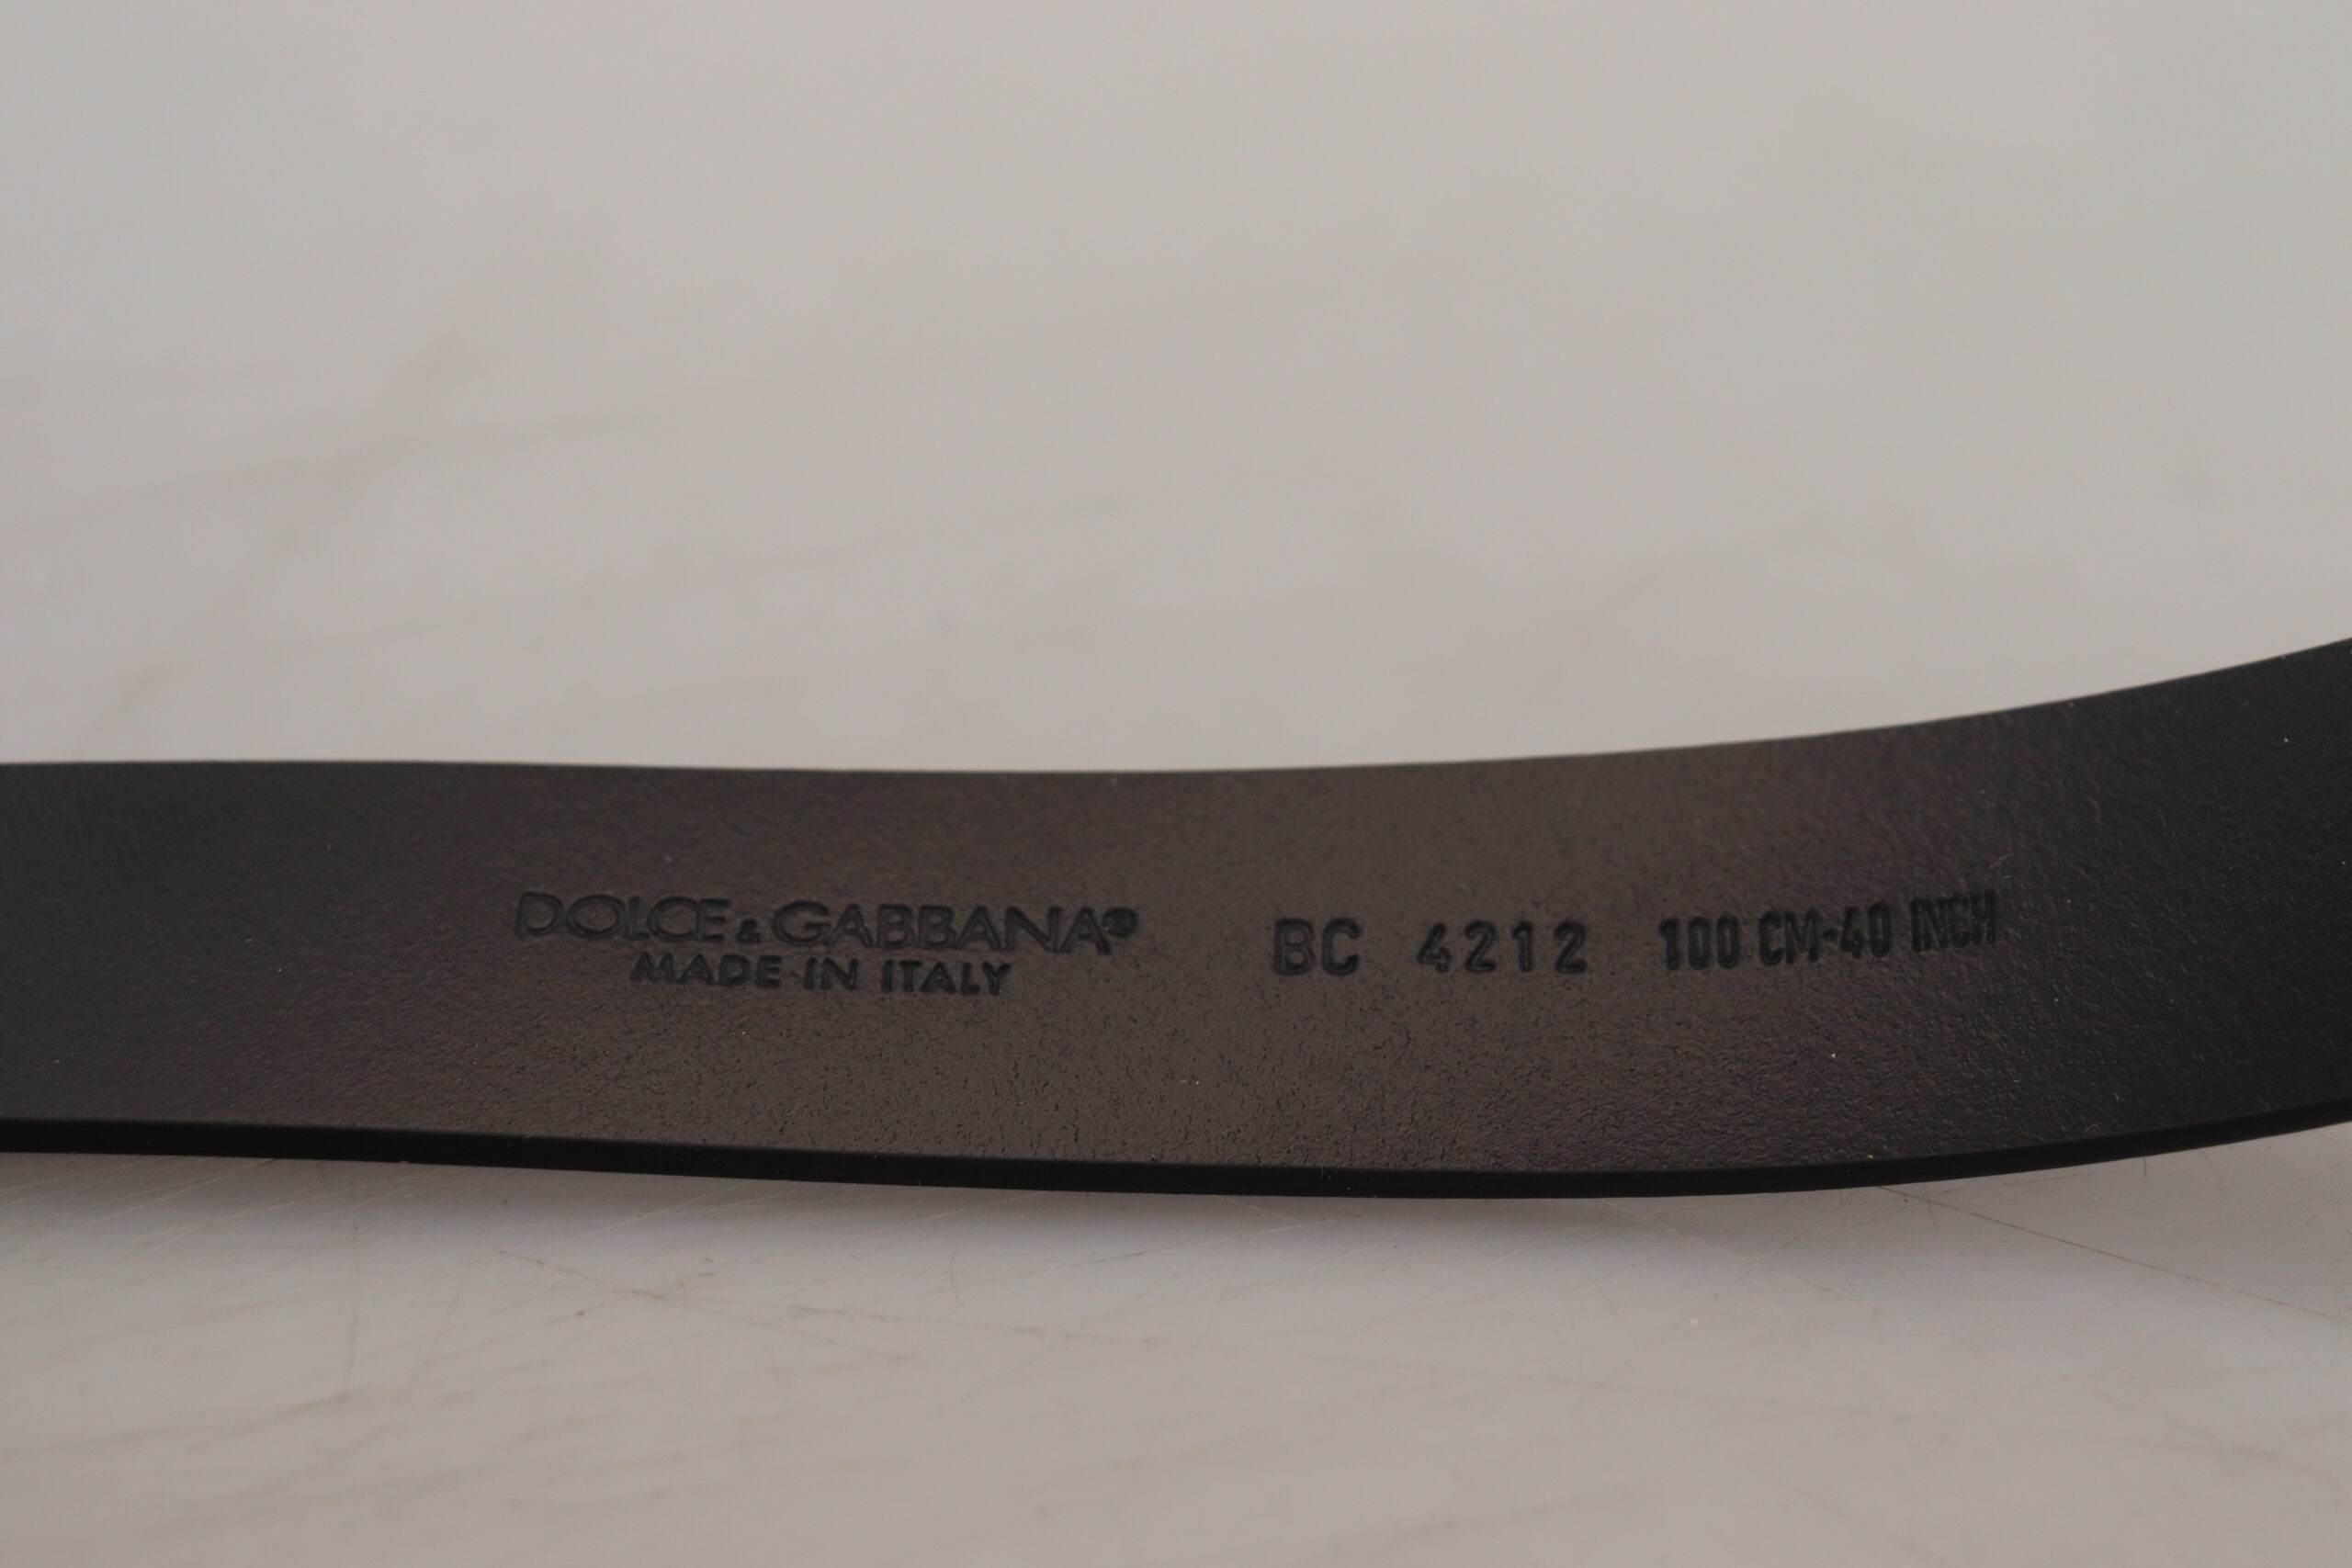 DOLCE & GABBANA®
MADE IN ITALY
BC 4212 100 CM-40 INCH